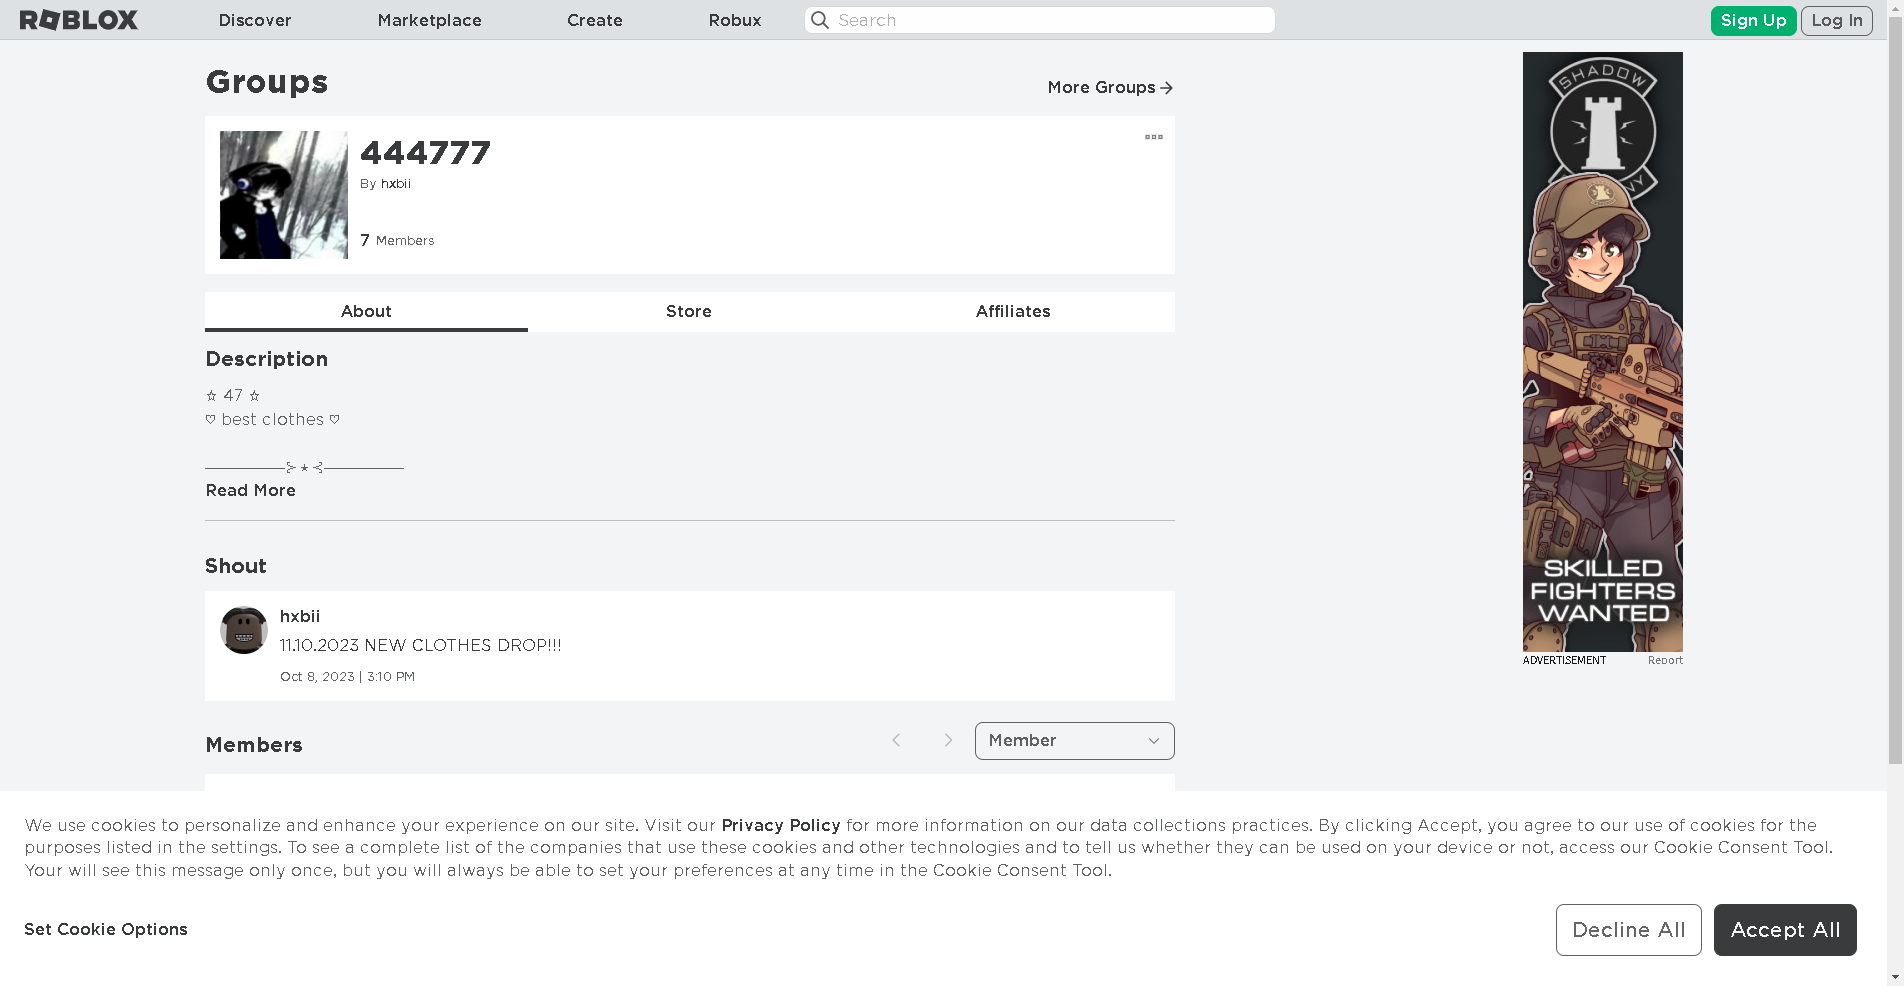 ROBLOX
Discover
Marketplace
Create
Robux
Search
Sign Up
Log In
Groups
More Groups
444777
By hxbii
7 Members
About
Store
Affiliates
Description
☆ 47 ☆
♡ best clothes ♡
—————⊱⋆⊰—————
Read More
Shout
hxbii
11.10.2023 NEW CLOTHES DROP!!!
Oct 8, 2023 | 3:10 PM
Members
Member
SHADOW
SKILLED
FIGHTERS
WANTED
ADVERTISEMENT
Report
We use cookies to personalize and enhance your experience on our site. Visit our Privacy Policy for more information on our data collections practices. By clicking Accept, you agree to our use of cookies for the
purposes listed in the settings. To see a complete list of the companies that use these cookies and other technologies and to tell us whether they can be used on your device or not, access our Cookie Consent Tool.
Your will see this message only once, but you will always be able to set your preferences at any time in the Cookie Consent Tool.
Set Cookie Options
Decline All
Accept All